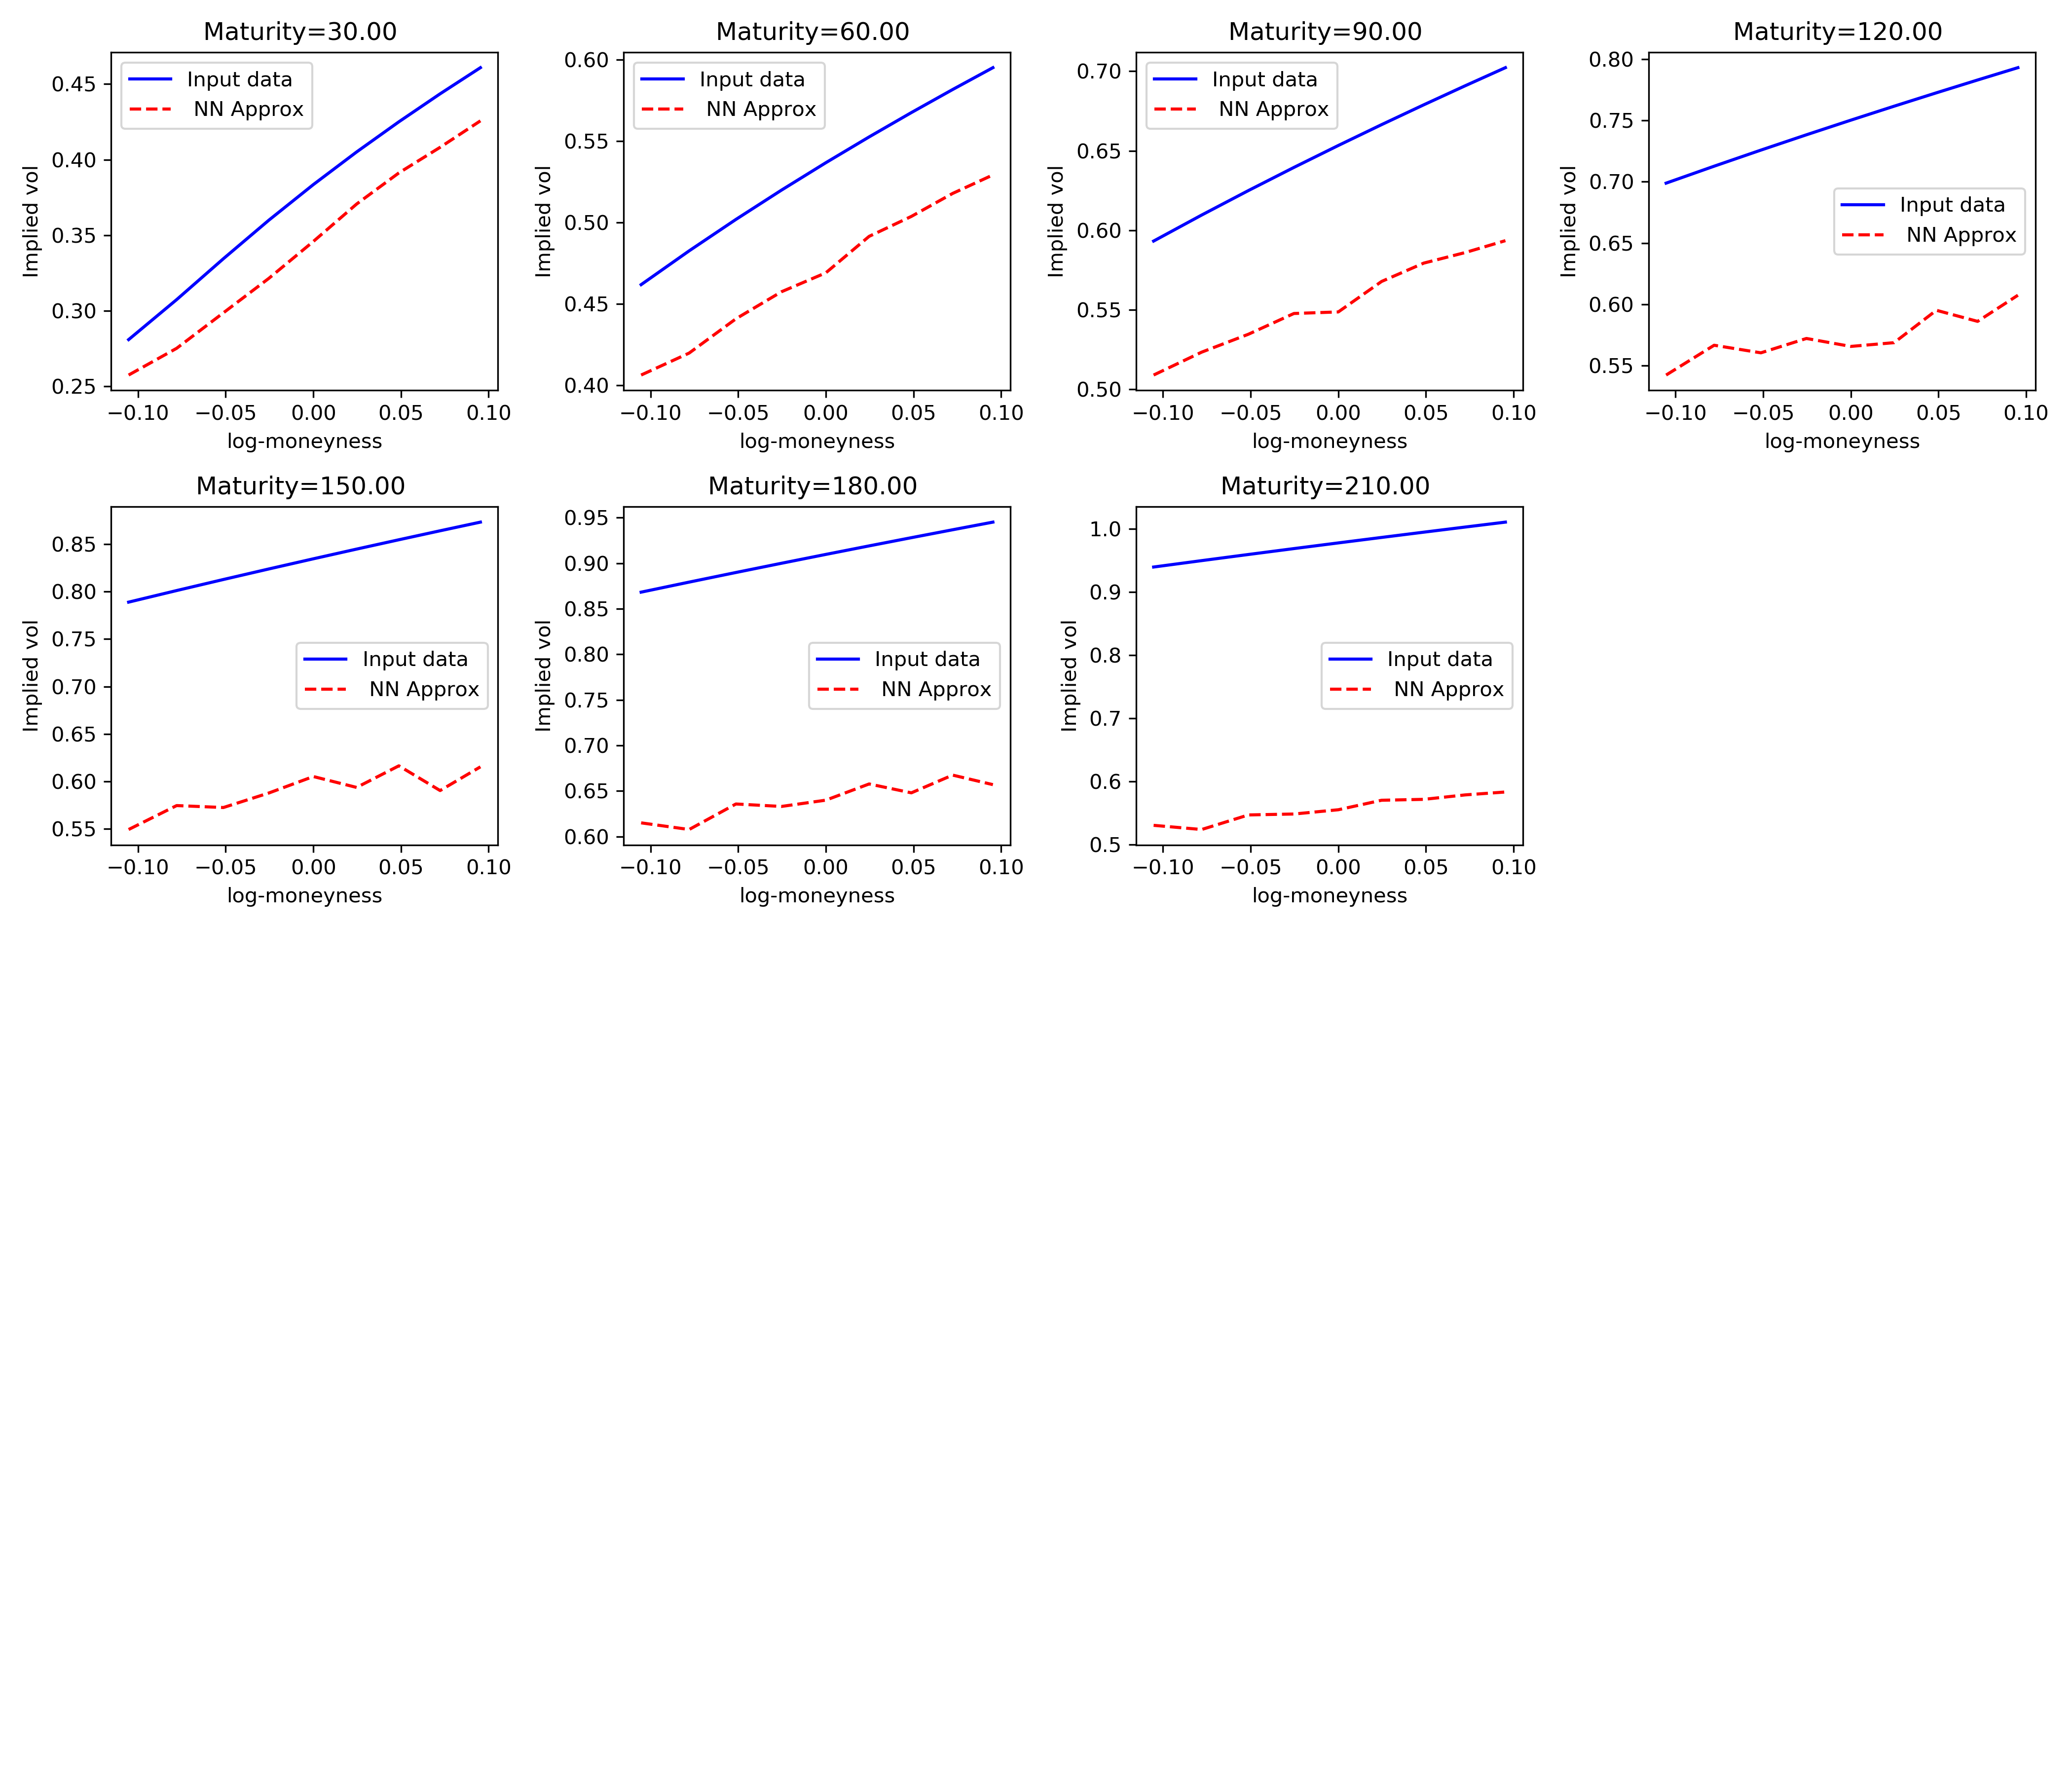 Maturity=30.00
0.45
0.40
0.35
0.30
0.25
Implied vol
Input data
NN Approx
−0.10 −0.05 0.00 0.05 0.10
log-moneyness
Maturity=60.00
0.60
0.55
0.50
0.45
0.40
Implied vol
Input data
NN Approx
−0.10 −0.05 0.00 0.05 0.10
log-moneyness
Maturity=90.00
0.70
0.65
0.60
0.55
0.50
Implied vol
Input data
NN Approx
−0.10 −0.05 0.00 0.05 0.10
log-moneyness
Maturity=120.00
0.80
0.75
0.70
0.65
0.60
0.55
Implied vol
Input data
NN Approx
−0.10 −0.05 0.00 0.05 0.10
log-moneyness
Maturity=150.00
0.85
0.80
0.75
0.70
0.65
0.60
0.55
Implied vol
Input data
NN Approx
−0.10 −0.05 0.00 0.05 0.10
log-moneyness
Maturity=180.00
0.95
0.90
0.85
0.80
0.75
0.70
0.65
0.60
Implied vol
Input data
NN Approx
−0.10 −0.05 0.00 0.05 0.10
log-moneyness
Maturity=210.00
1.0
0.9
0.8
0.7
0.6
0.5
Implied vol
Input data
NN Approx
−0.10 −0.05 0.00 0.05 0.10
log-moneyness